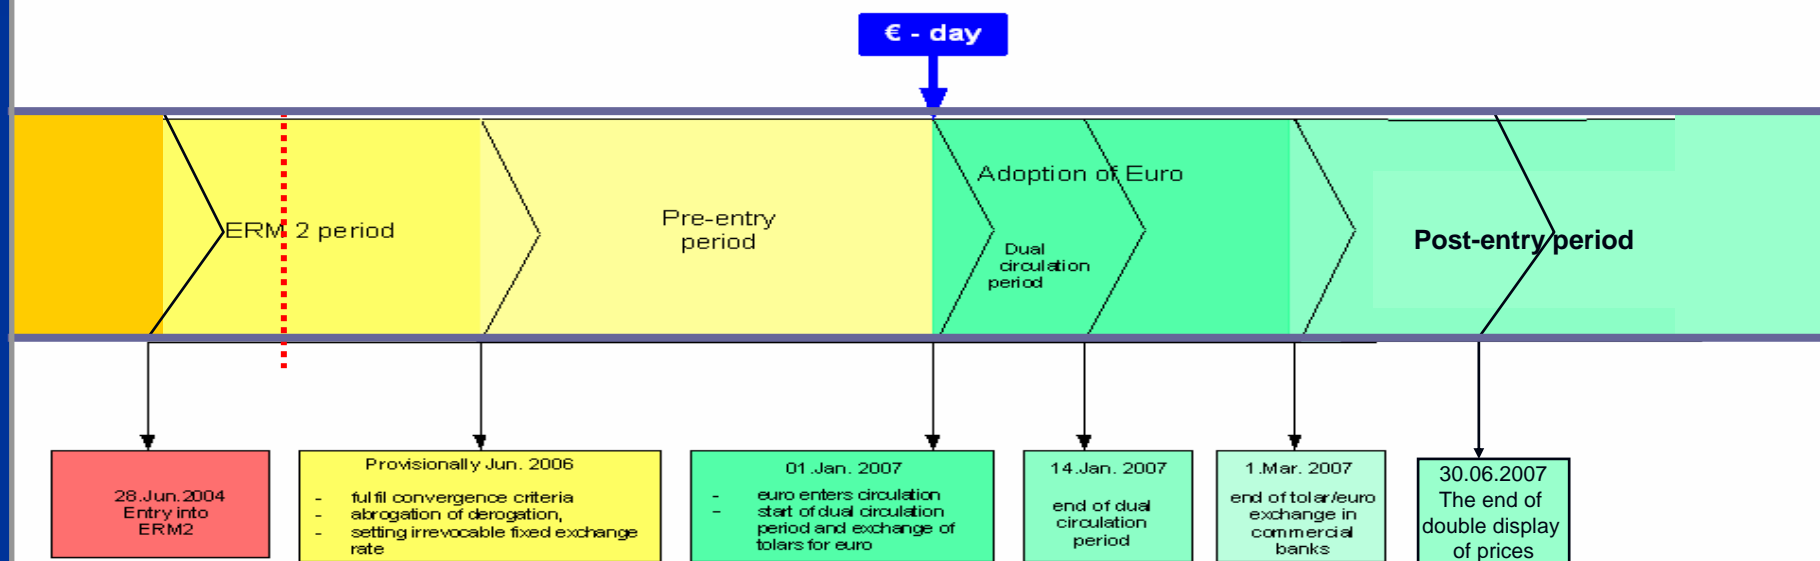 € - day
ERM 2 period
Pre-entry
period
Adoption of Euro
Dual
circulation
period
Post-entry period
28.Jun.2004
Entry into
ERM2
Provisionally Jun. 2006
- fulfil convergence criteria
- abrogation of derogation,
- setting irrevocable fixed exchange
rate
01.Jan. 2007
- euro enters circulation
- start of dual circulation
period and exchange of
tolars for euro
14.Jan. 2007
end of dual
circulation
period
1.Mar. 2007
end of tolar/euro
exchange in
commercial
banks
30.06.2007
The end of
double display
of prices